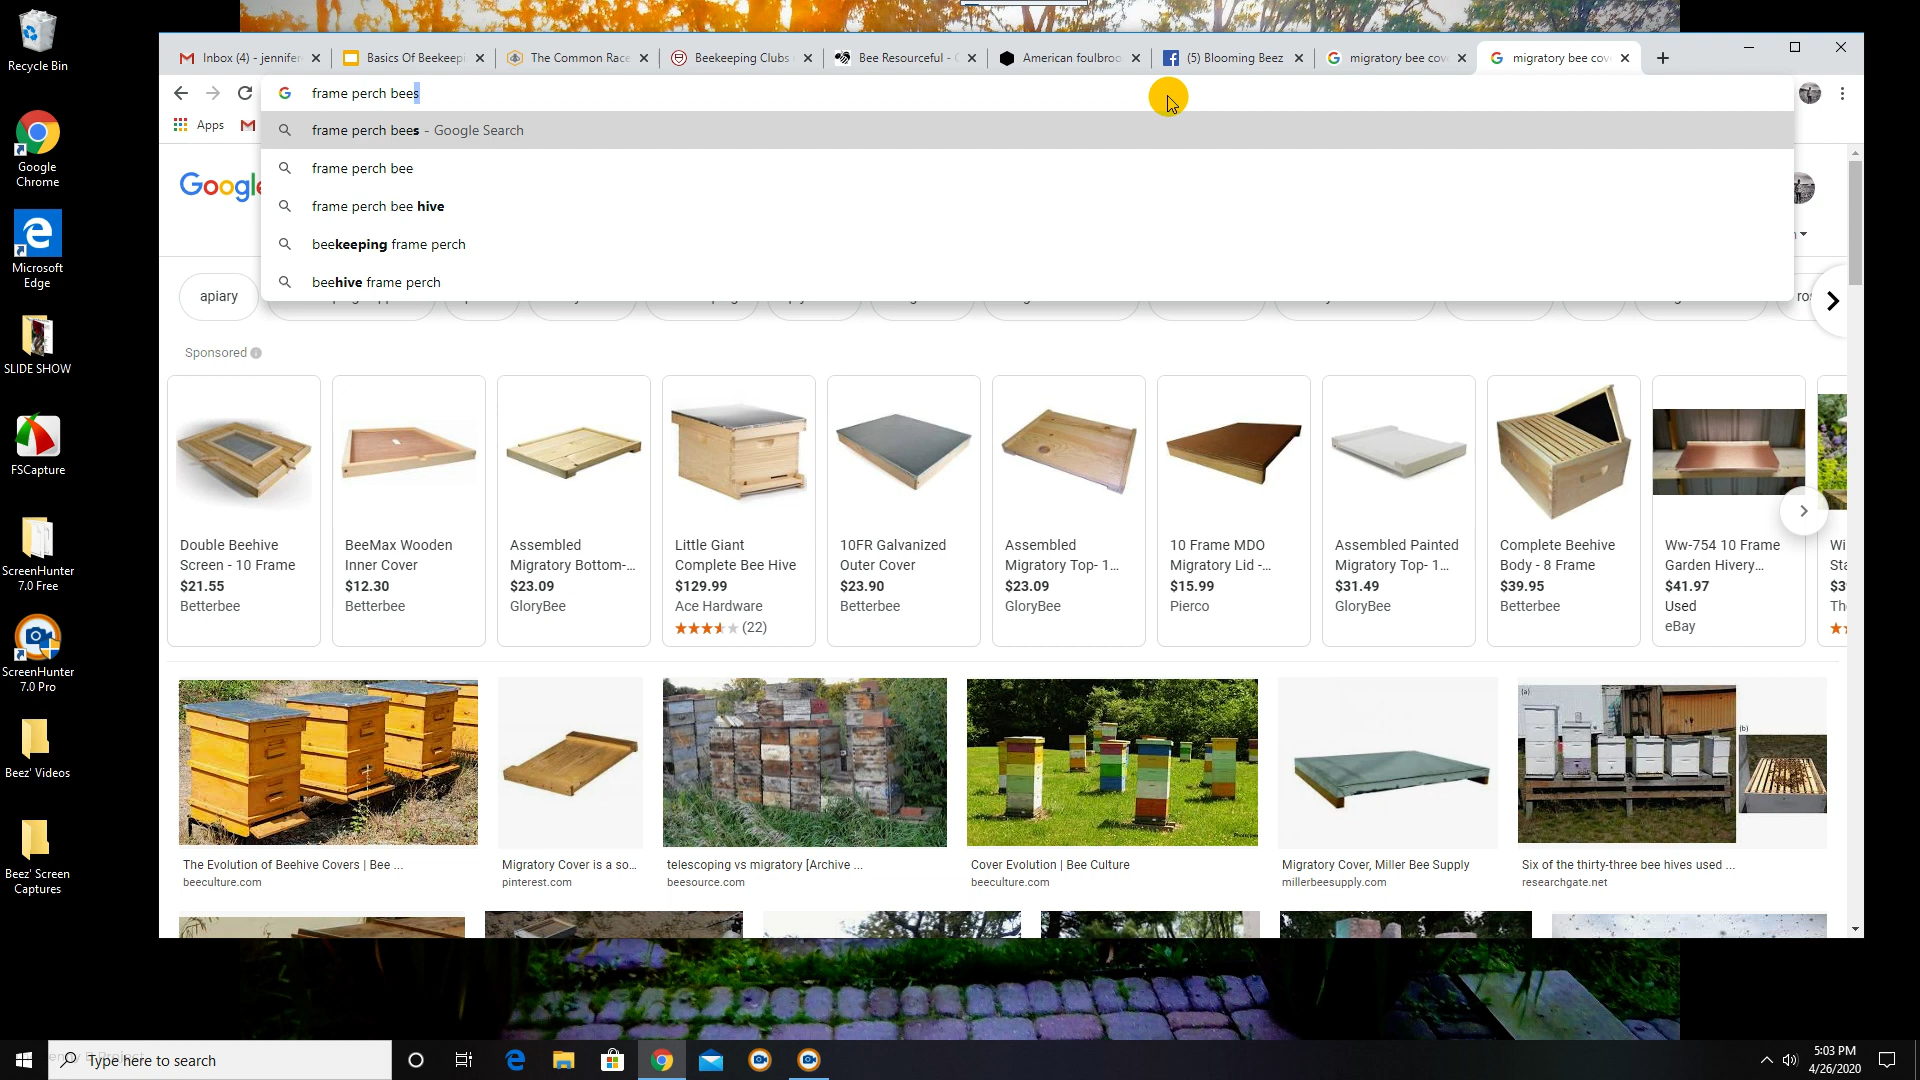 Recycle Bin
Google
Chrome
Microsoft
Edge
SLIDE SHOW
FSCapture
ScreenHunter
7.0 Free
ScreenHunter
7.0 Pro
Beez' Videos
Beez' Screen
Captures
Inbox (4) - jennifer
Basics Of Beekeepi
The Common Race
Beekeeping Clubs
Bee Resourceful -
American foulbroo
(5) Blooming Beez
migratory bee cov
migratory bee cov
frame perch bees
Apps
frame perch bees - Google Search
frame perch bee
frame perch bee hive
beekeeping frame perch
beehive frame perch
Google
apiary
Sponsored
Double Beehive
Screen - 10 Frame
$21.55
Betterbee
BeeMax Wooden
Inner Cover
$12.30
Betterbee
Assembled
Migratory Bottom-...
$23.09
GloryBee
Little Giant
Complete Bee Hive
$129.99
Ace Hardware
(22)
10FR Galvanized
Outer Cover
$23.90
Betterbee
Assembled
Migratory Top- 1...
$23.09
GloryBee
10 Frame MDO
Migratory Lid -...
$15.99
Pierco
Assembled Painted
Migratory Top- 1...
$31.49
GloryBee
Complete Beehive
Body - 8 Frame
$39.95
Betterbee
Ww-754 10 Frame
Garden Hivery...
$41.97
Used
eBay
Wi
Sta
Th
The Evolution of Beehive Covers | Bee ...
beeculture.com
Migratory Cover is a so...
pinterest.com
telescoping vs migratory [Archive ...
beesource.com
Cover Evolution | Bee Culture
beeculture.com
Migratory Cover, Miller Bee Supply
millerbeesupply.com
(a)
(b)
Six of the thirty-three bee hives used ...
researchgate.net
Type here to search
5:03 PM
4/26/2020